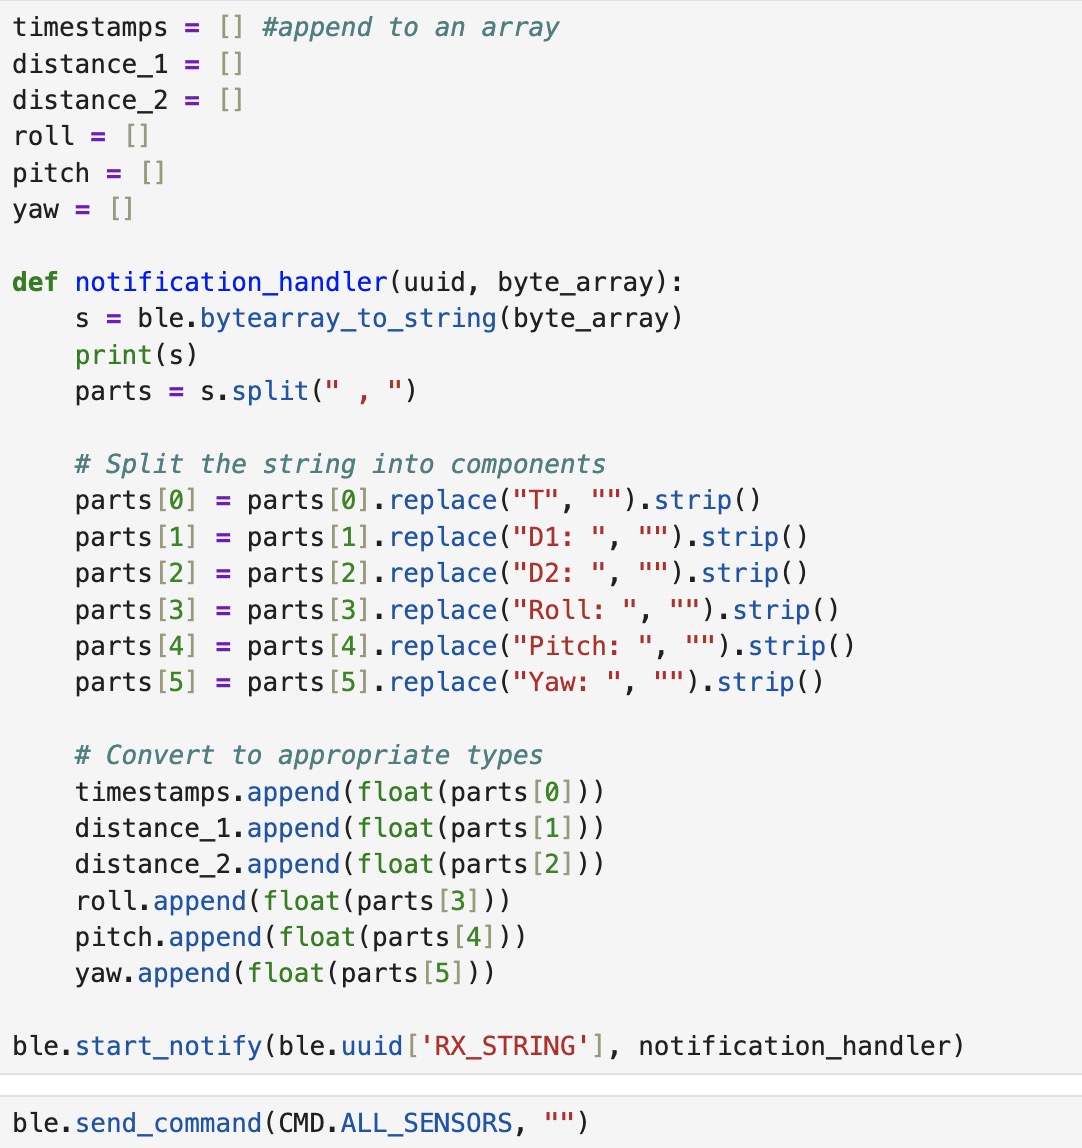 timestamps = [] #append to an array
distance_1 = []
distance_2 = []
roll = []
pitch = []
yaw = []
def notification_handler(uuid, byte_array):
    s = ble.bytearray_to_string(byte_array)
    print(s)
    parts = s.split(" , ")
    # Split the string into components
    parts[0] = parts[0].replace("T", "").strip()
    parts[1] = parts[1].replace("D1: ", "").strip()
    parts[2] = parts[2].replace("D2: ", "").strip()
    parts[3] = parts[3].replace("Roll: ", "").strip()
    parts[4] = parts[4].replace("Pitch: ", "").strip()
    parts[5] = parts[5].replace("Yaw: ", "").strip()
    # Convert to appropriate types
    timestamps.append(float(parts[0]))
    distance_1.append(float(parts[1]))
    distance_2.append(float(parts[2]))
    roll.append(float(parts[3]))
    pitch.append(float(parts[4]))
    yaw.append(float(parts[5]))
ble.start_notify(ble.uuid['RX_STRING'], notification_handler)
ble.send_command(CMD.ALL_SENSORS, "")